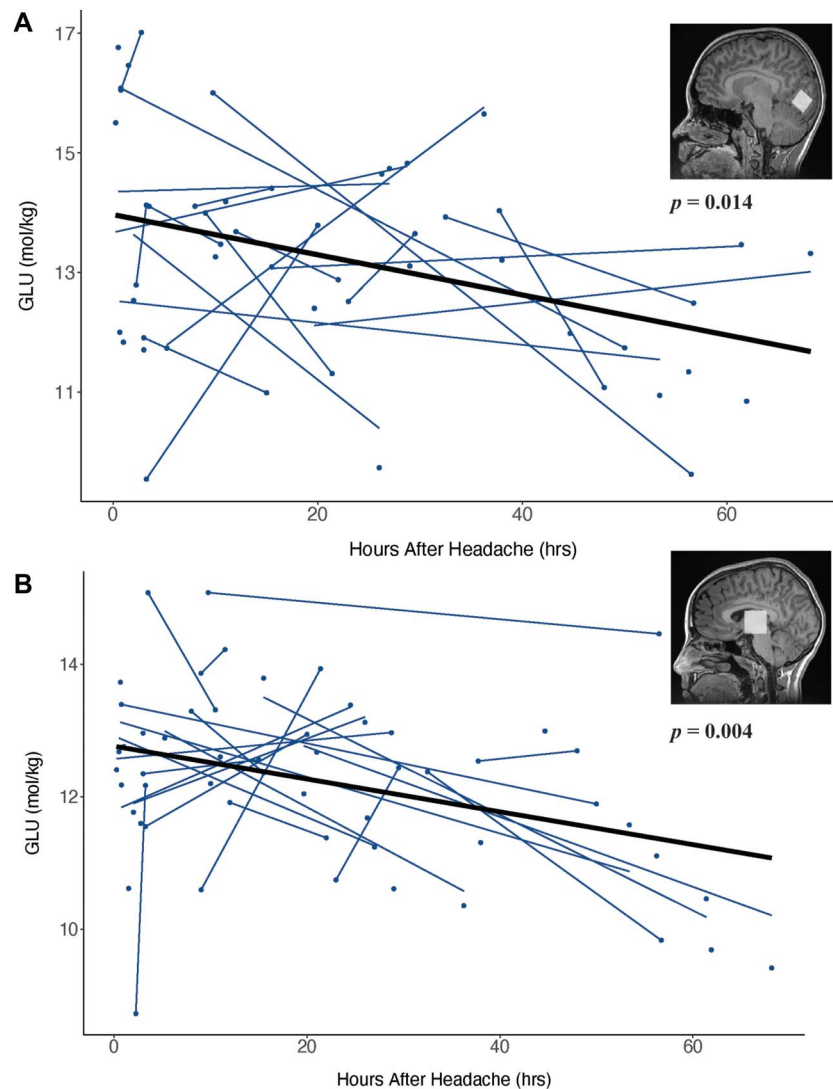 A
17
15
13
11
GLU (mol/kg)
p = 0.014
0
20
40
60
Hours After Headache (hrs)
B
14
12
10
GLU (mol/kg)
p = 0.004
0
20
40
60
Hours After Headache (hrs)